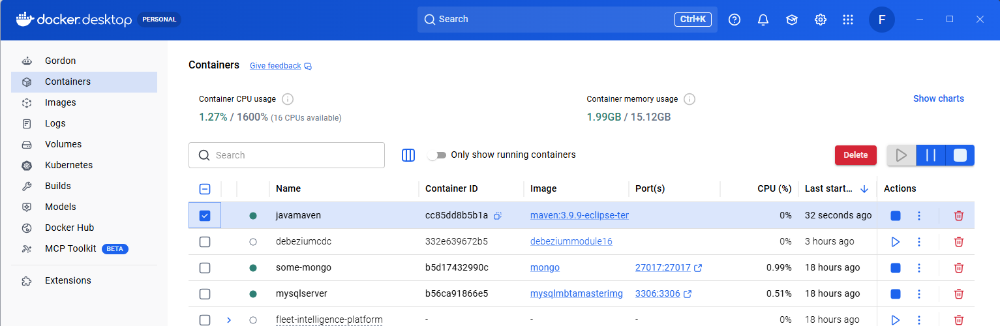 docker.desktop PERSONAL Search Ctrl+K F
Gordon
Containers
Images
Logs
Volumes
Kubernetes
Builds
Models
Docker Hub
MCP Toolkit BETA
Extensions
Containers Give feedback
Container CPU usage
1.27% / 1600% (16 CPUs available)
Container memory usage
1.99GB / 15.12GB
Show charts
Search Only show running containers Delete
Name Container ID Image Port(s) CPU (%) Last start... Actions
javamaven cc85dd8b5b1a maven:3.9.9-eclipse-ter 0% 32 seconds ago
debeziumcdc 332e639672b5 debeziummodule16 0% 3 hours ago
some-mongo b5d17432990c mongo 27017:27017 0.99% 18 hours ago
mysqlserver b56ca91866e5 mysqlmbtamasterimg 3306:3306 0.51% 18 hours ago
fleet-intelligence-platform - - - 0% 18 hours ago